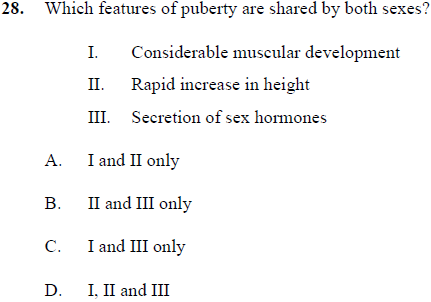 28. Which features of puberty are shared by both sexes?
I. Considerable muscular development
II. Rapid increase in height
III. Secretion of sex hormones
A. I and II only
B. II and III only
C. I and III only
D. I, II and III